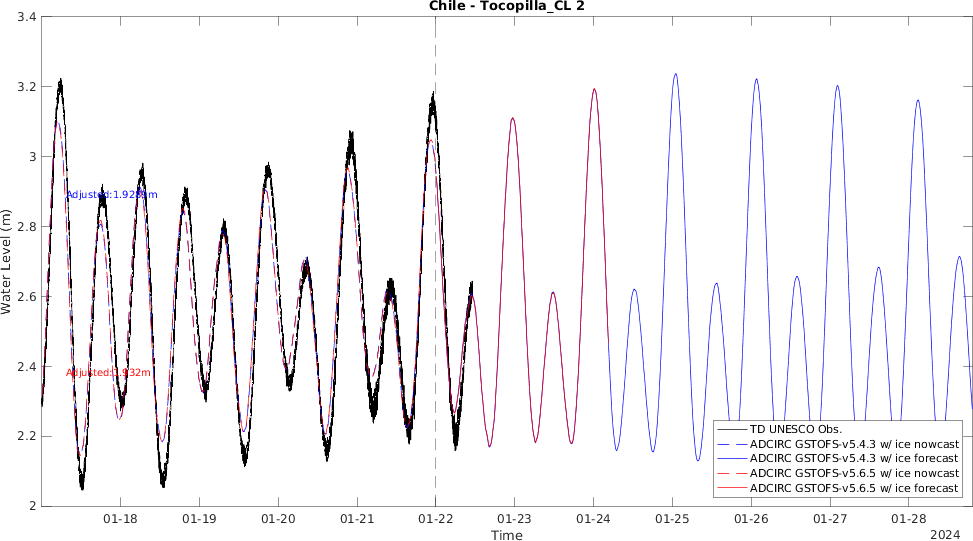 Chile - Tocopilla_CL 2
3.4
3.2
3
2.8
2.6
2.4
2.2
2
Water Level (m)
Adjusted:1.932m
TD UNESCO Obs.
ADCIRC GSTOFS-v5.4.3 w/ ice nowcast
ADCIRC GSTOFS-v5.4.3 w/ ice forecast
ADCIRC GSTOFS-v5.6.5 w/ ice nowcast
ADCIRC GSTOFS-v5.6.5 w/ ice forecast
01-18 01-19 01-20 01-21 01-22 01-23 01-24 01-25 01-26 01-27 01-28
Time
2024